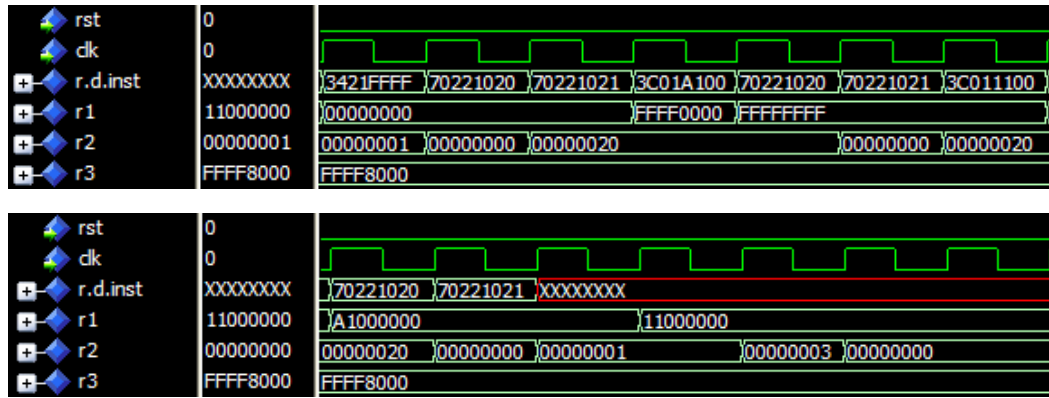 rst 0
clk 0
r.d.inst XXXXXXXX 3421FFFF 70221020 70221021 3C01A100 70221020 70221021 3C011100
r1 11000000 00000000 FFFF0000 FFFFFFFF
r2 00000001 00000001 00000000 00000020 00000000 00000020
r3 FFFF8000 FFFF8000
rst 0
clk 0
r.d.inst XXXXXXXX 70221020 70221021 XXXXXXXX
r1 11000000 A1000000 11000000
r2 00000000 00000020 00000000 00000001 00000003 00000000
r3 FFFF8000 FFFF8000